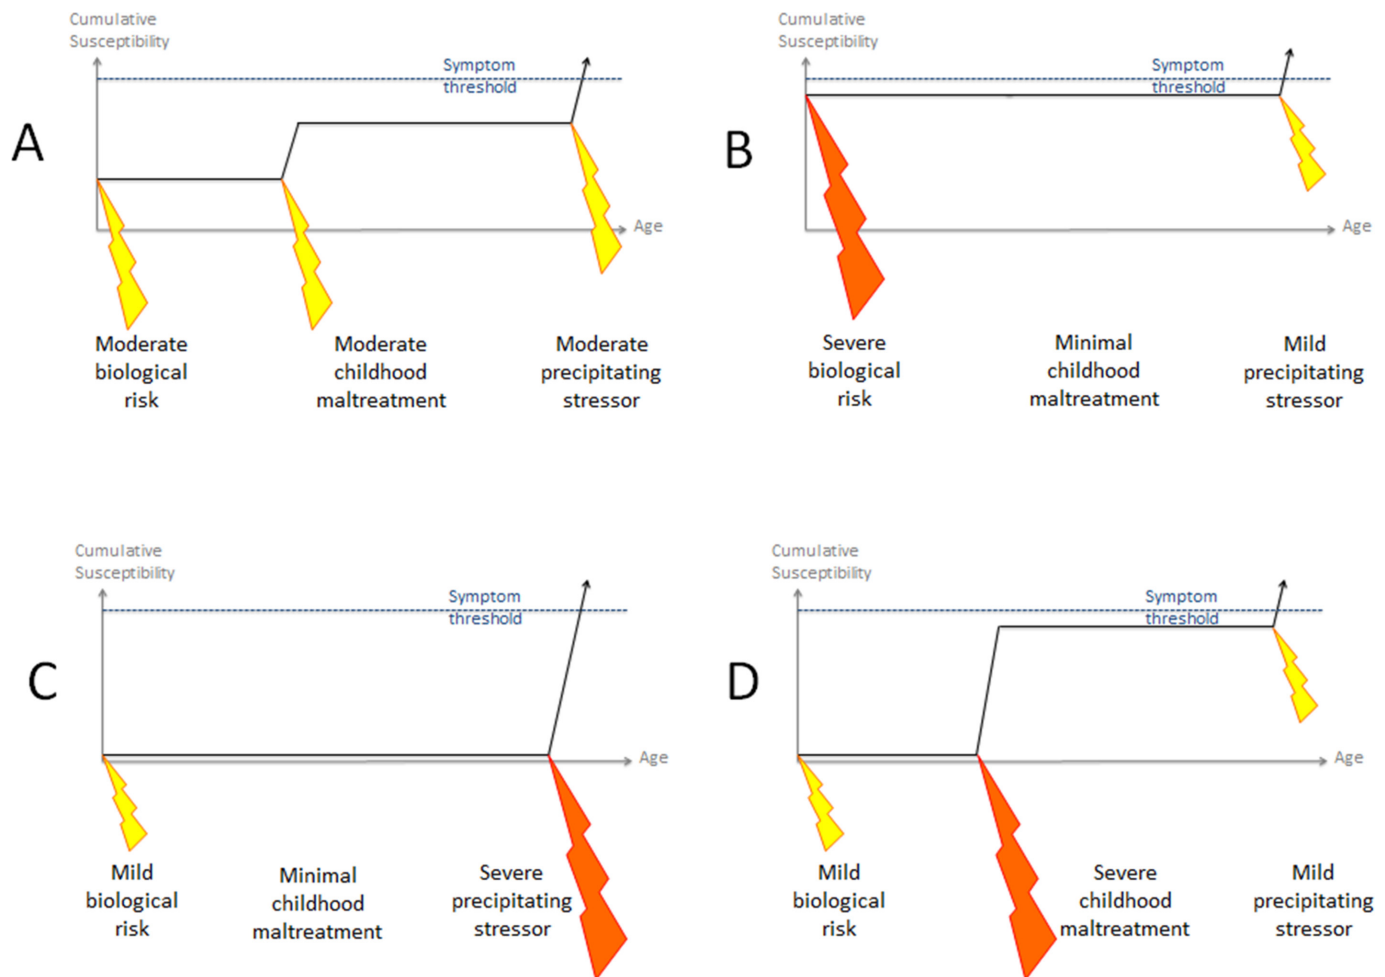 Cumulative
Susceptibility
Symptom
threshold
A
Age
Moderate
biological
risk
Moderate
childhood
maltreatment
Moderate
precipitating
stressor
Cumulative
Susceptibility
Symptom
threshold
B
Age
Severe
biological
risk
Minimal
childhood
maltreatment
Mild
precipitating
stressor
Cumulative
Susceptibility
Symptom
threshold
C
Age
Mild
biological
risk
Minimal
childhood
maltreatment
Severe
precipitating
stressor
Cumulative
Susceptibility
Symptom
threshold
D
Age
Mild
biological
risk
Severe
childhood
maltreatment
Mild
precipitating
stressor